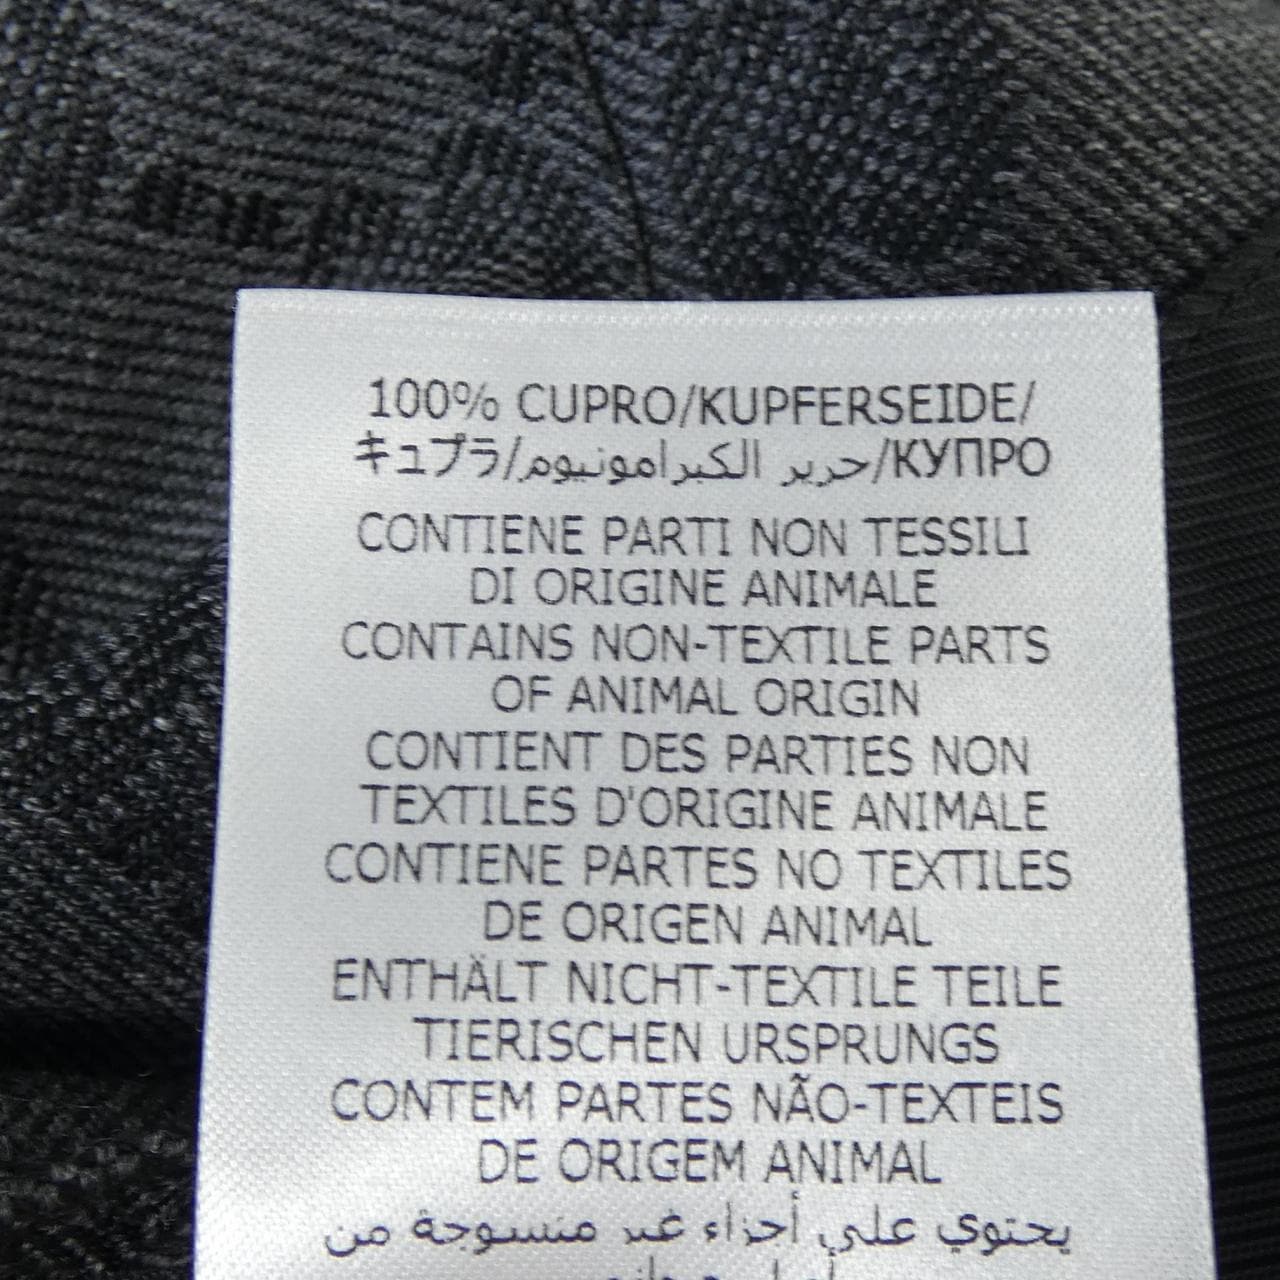 100% CUPRO/KUPFERSEIDE/
キュプラ/حرير الكبرامونيوم/КУПРО
CONTIENE PARTI NON TESSILI
DI ORIGINE ANIMALE
CONTAINS NON-TEXTILE PARTS
OF ANIMAL ORIGIN
CONTIENT DES PARTIES NON
TEXTILES D'ORIGINE ANIMALE
CONTIENE PARTES NO TEXTILES
DE ORIGEN ANIMAL
ENTHÄLT NICHT-TEXTILE TEILE
TIERISCHEN URSPRUNGS
CONTEM PARTES NÃO-TEXTEIS
DE ORIGEM ANIMAL
يحتوي علي أجزاء غير منسوجة من